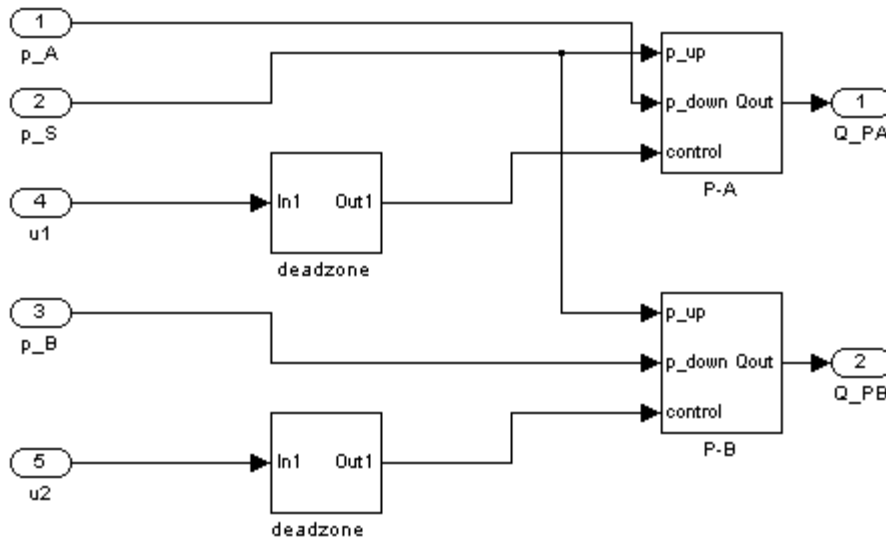 1
p_A
2
p_S
4
u1
In1 Out1
deadzone
p_up
p_down Qout
control
P-A
1
Q_PA
3
p_B
p_up
p_down Qout
control
P-B
2
Q_PB
5
u2
In1 Out1
deadzone